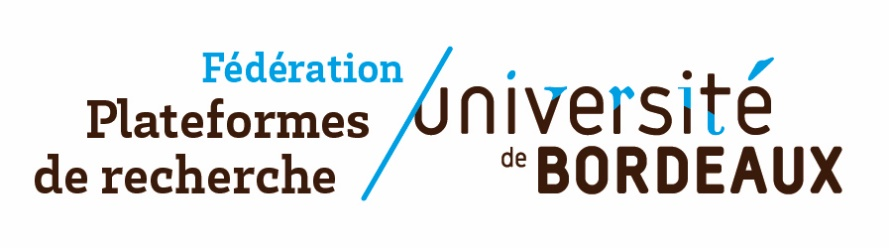 Fédération
Plateformes
de recherche
université
de BORDEAUX